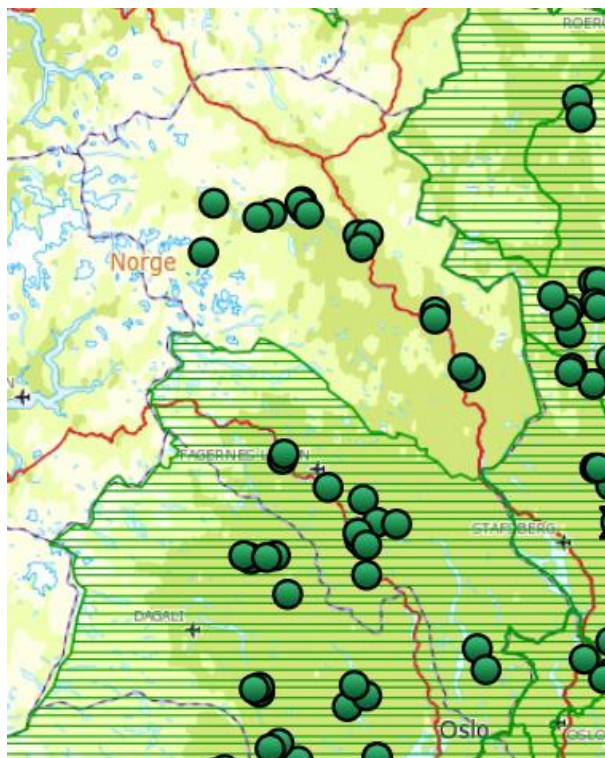 ROER
Norge
N
FAGERNES L
N
STAFSBERG
DAGALI
Oslo
OSLO